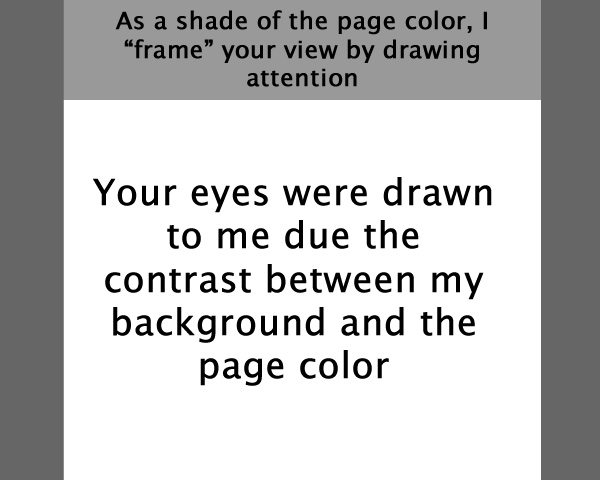 As a shade of the page color, I
“frame” your view by drawing
attention
Your eyes were drawn
to me due the
contrast between my
background and the
page color